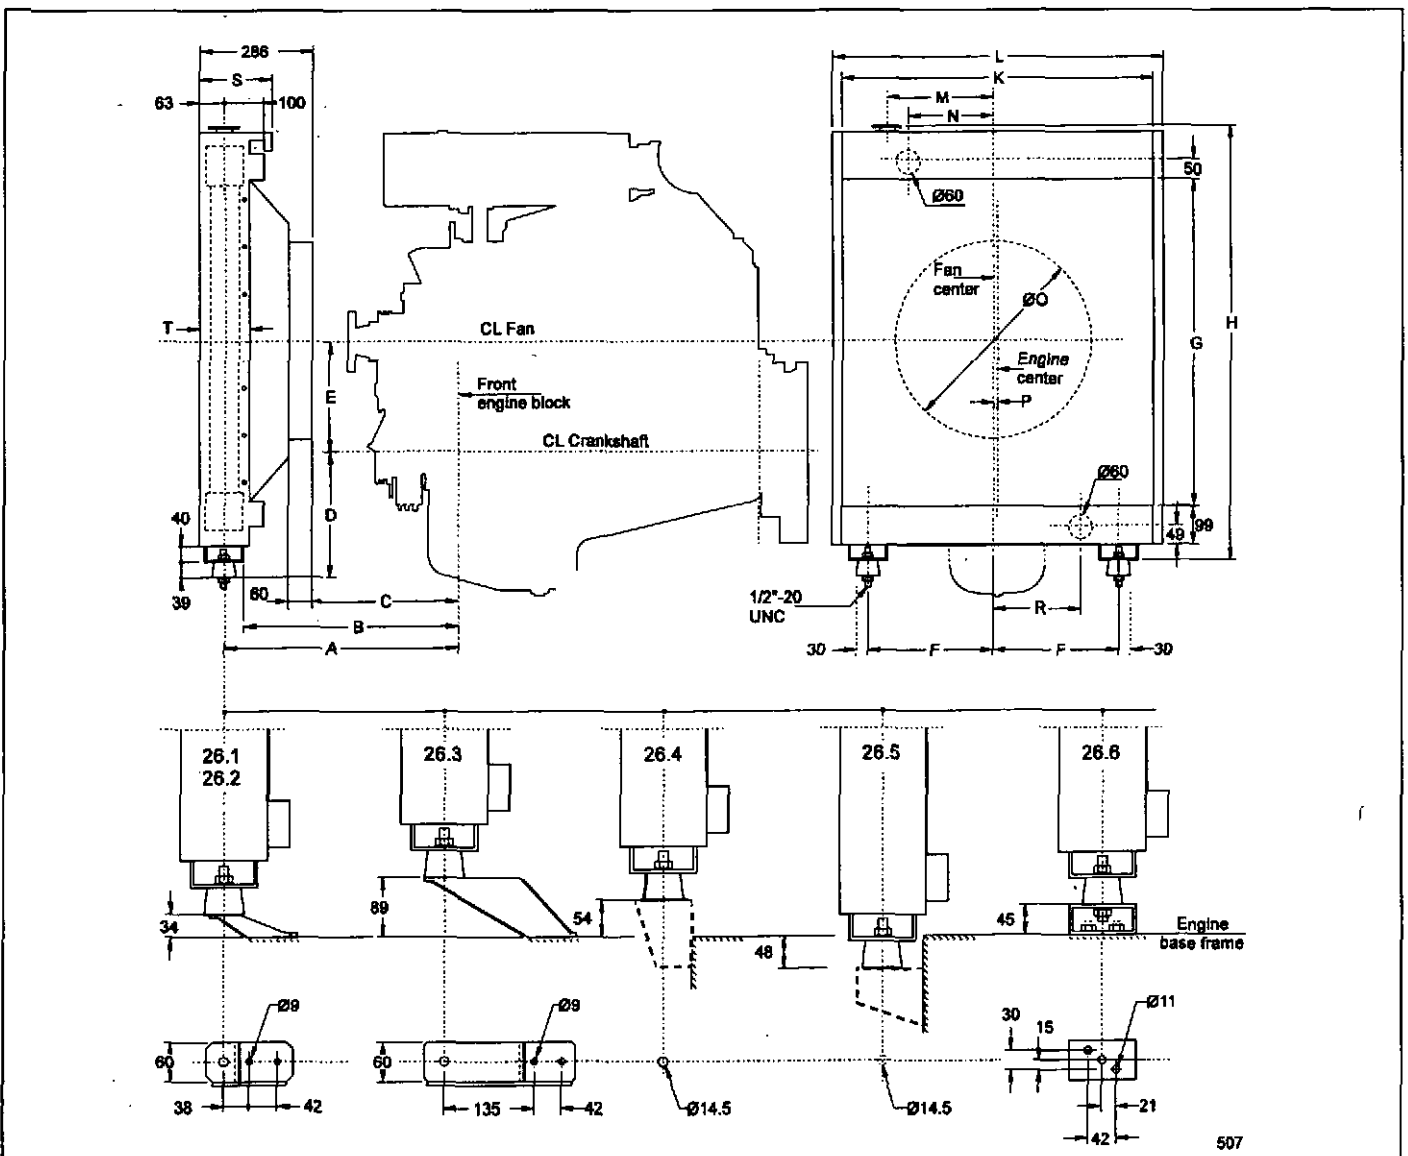 286
S
63
100
T
E
D
40
39
60
C
B
A
CL Fan
Front
engine block
CL Crankshaft
L
K
M
N
50
Ø60
Fan
center
ØO
H
G
Engine
center
P
Ø60
99
49
1/2"-20
UNC
R
30
F
F
30
26.1
26.2
26.3
26.4
26.5
26.6
34
89
54
48
45
Engine
base frame
Ø9
60
38
42
Ø9
60
135
42
Ø14.5
Ø14.5
30
15
Ø11
21
42
507